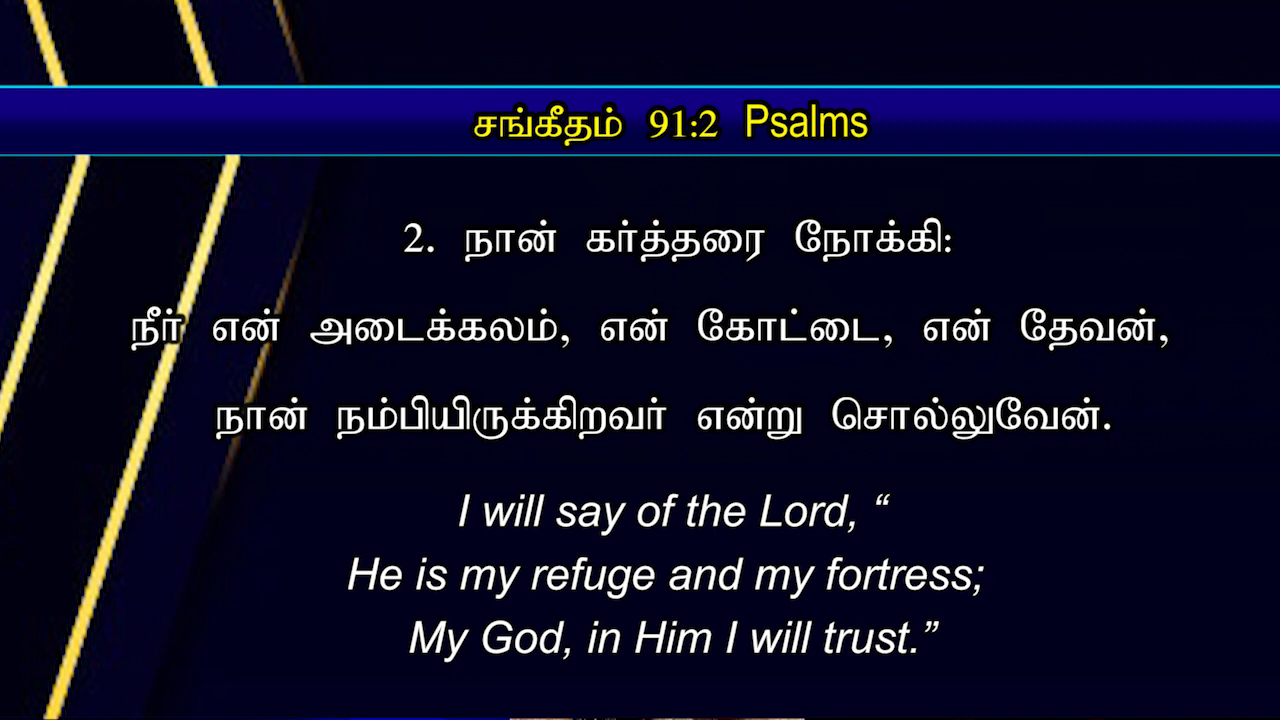 சங்கீதம் 91:2 Psalms
2. நான் கர்த்தரை நோக்கி:
நீர் என் அடைக்கலம், என் கோட்டை, என் தேவன்,
நான் நம்பியிருக்கிறவர் என்று சொல்லுவேன்.
I will say of the Lord, “
He is my refuge and my fortress;
My God, in Him I will trust.”